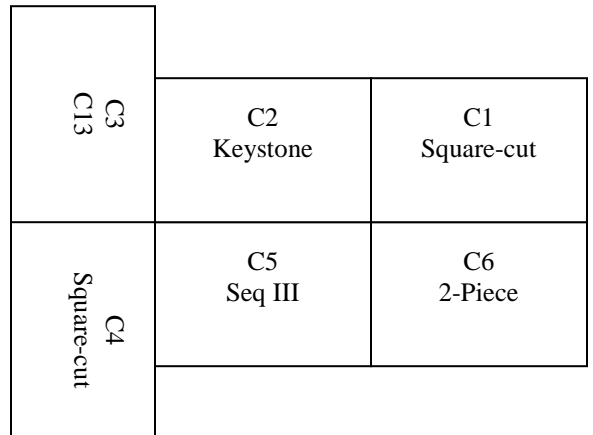 C3
C13
C2
Keystone
C1
Square-cut
C4
Square-cut
C5
Seq III
C6
2-Piece